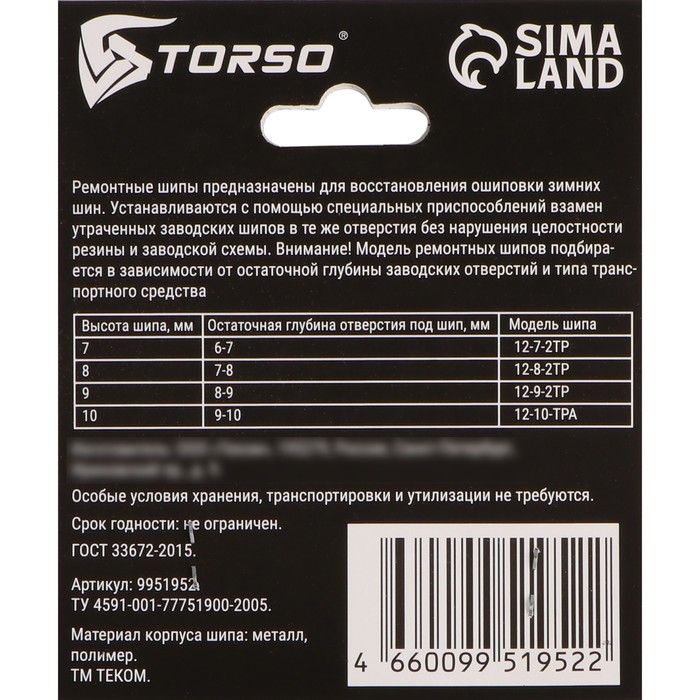 TORSO®
SIMA
LAND
Ремонтные шипы предназначены для восстановления ошиповки зимних
шин. Устанавливаются с помощью специальных приспособлений взамен
утраченных заводских шипов в те же отверстия без нарушения целостности
резины и заводской схемы. Внимание! Модель ремонтных шипов подбира-
ется в зависимости от остаточной глубины заводских отверстий и типа транс-
портного средства
Высота шипа, мм Остаточная глубина отверстия под шип, мм Модель шипа
7 6-7 12-7-2TP
8 7-8 12-8-2TP
9 8-9 12-9-2TP
10 9-10 12-10-TPA
Особые условия хранения, транспортировки и утилизации не требуются.
Срок годности: не ограничен.
ГОСТ 33672-2015.
Артикул: 9951952.
ТУ 4591-001-77751900-2005.
Материал корпуса шипа: металл,
полимер.
ТМ ТЕКОМ.
4 660099 519522